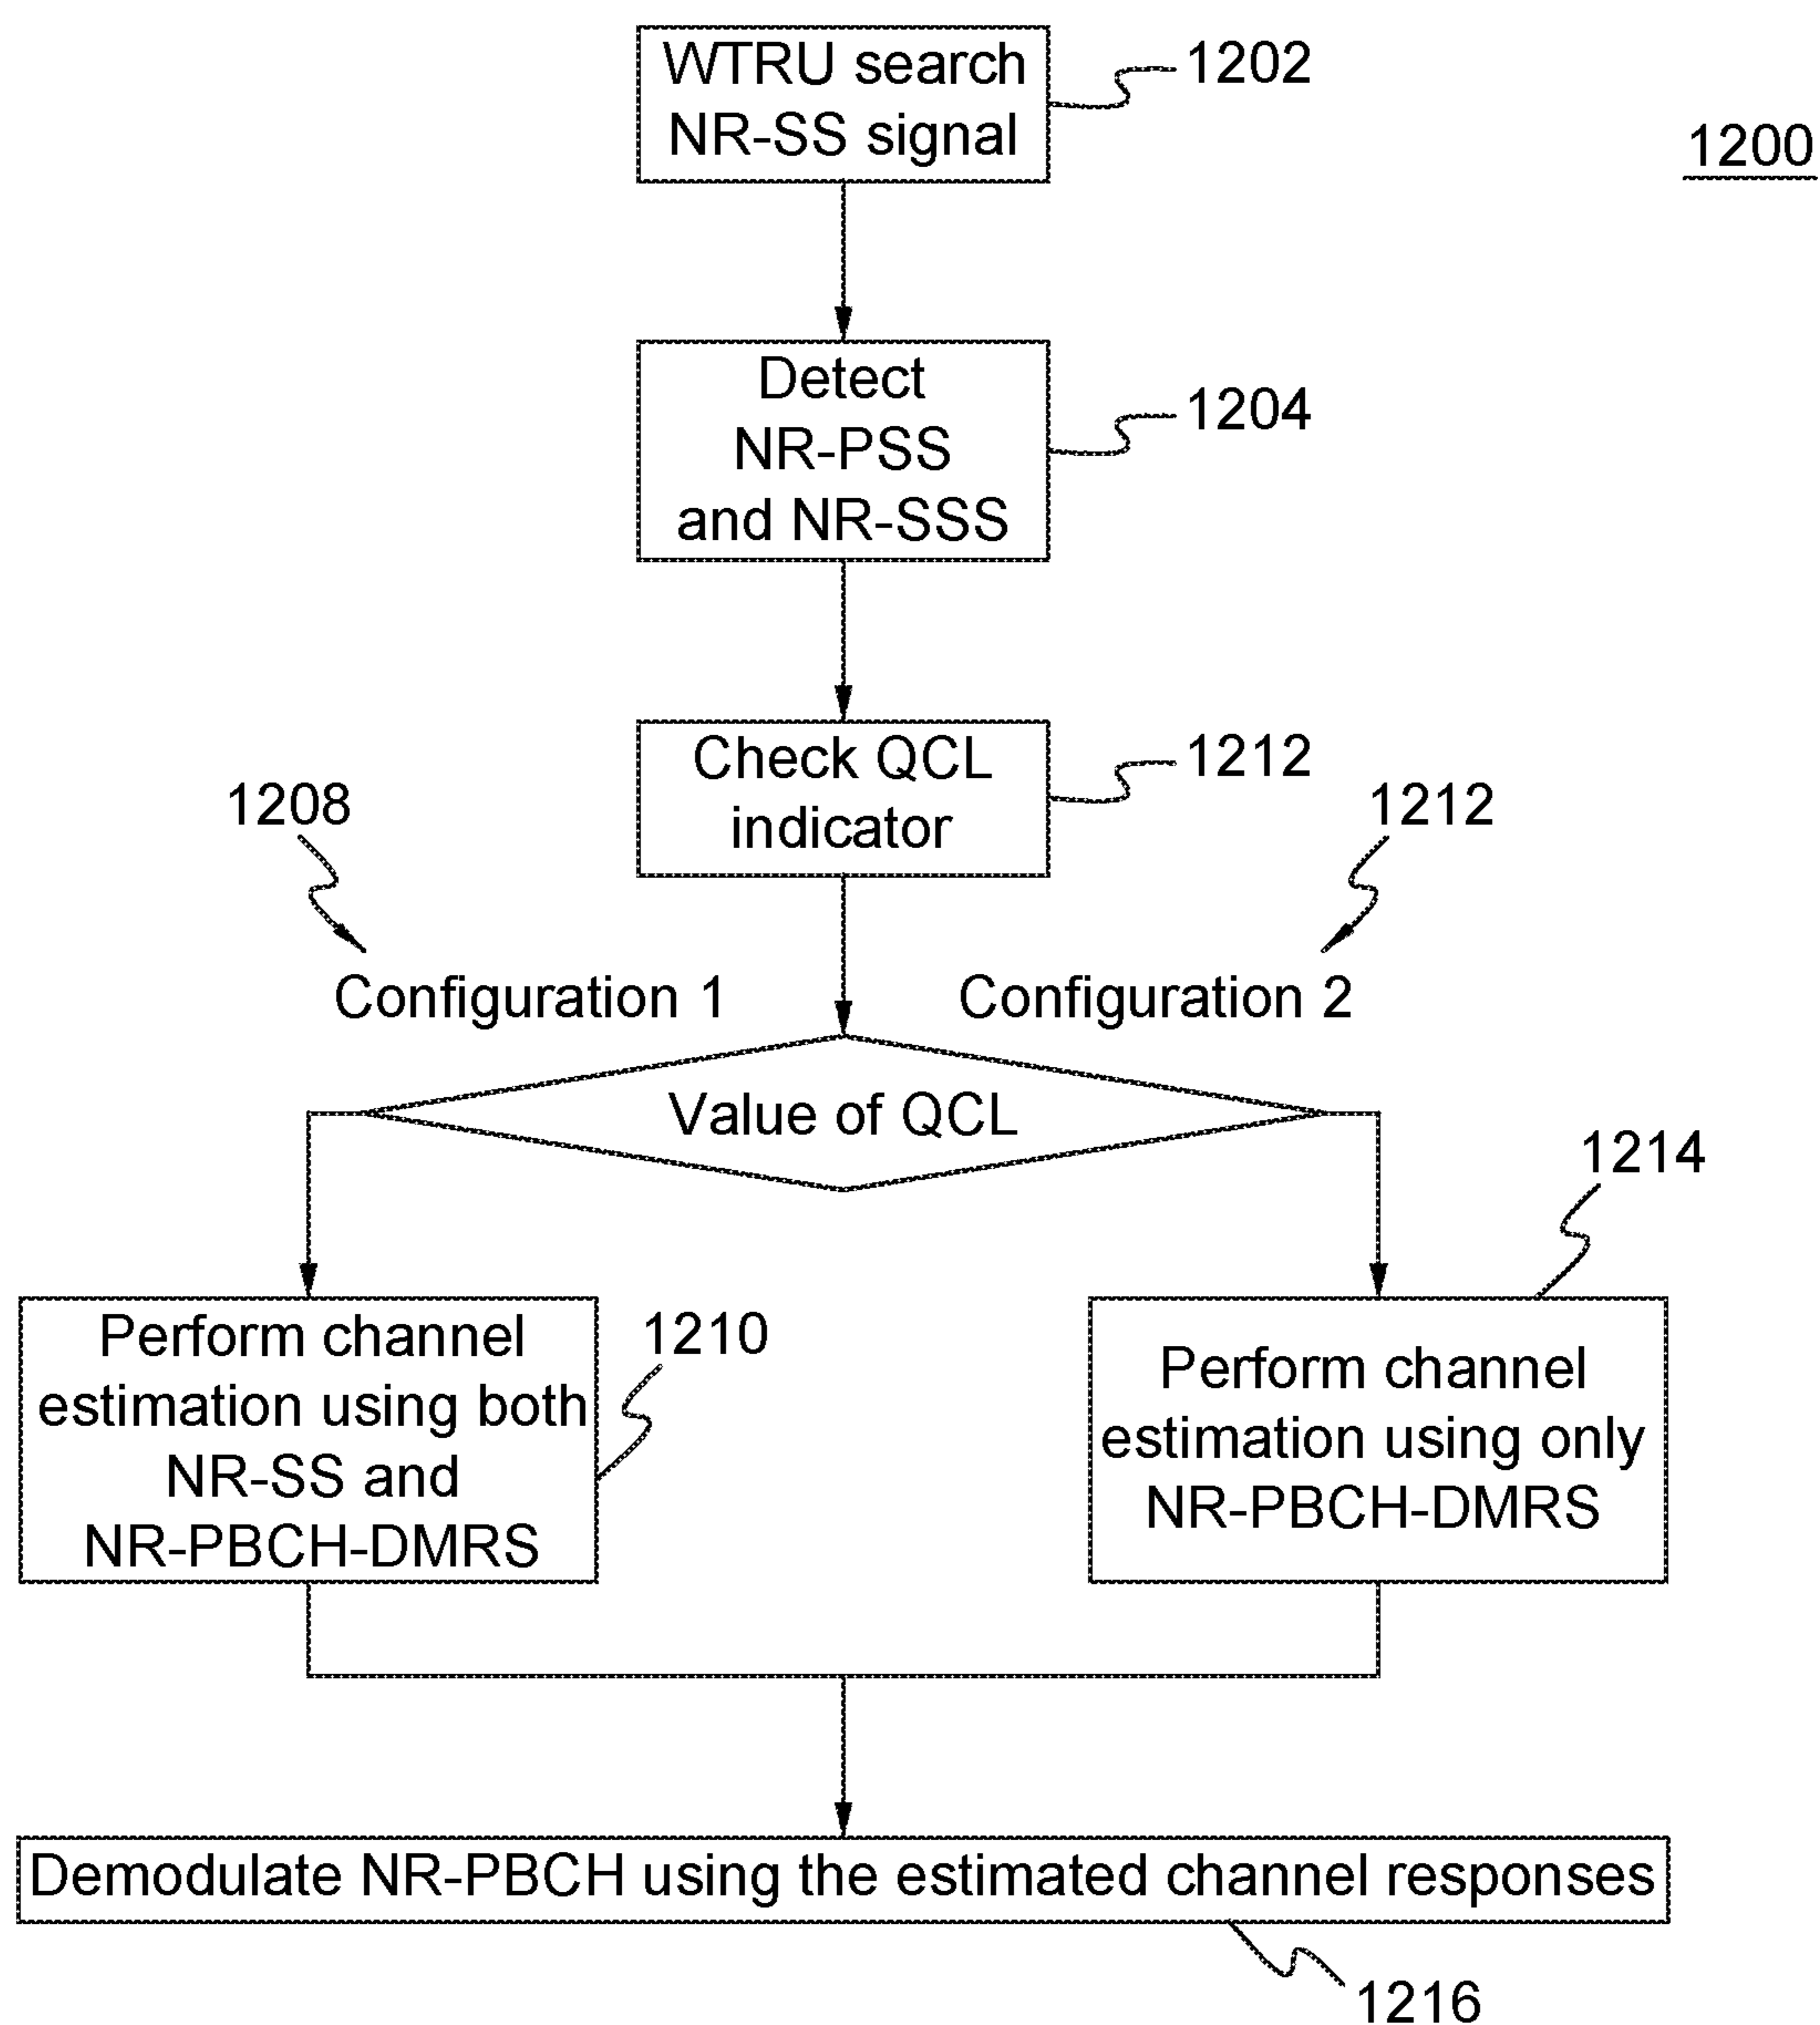 WTRU search
NR-SS signal
1202
1200
Detect
NR-PSS
and NR-SSS
1204
Check QCL
indicator
1212
1208
1212
Configuration 1
Configuration 2
Value of QCL
1214
Perform channel
estimation using both
NR-SS and
NR-PBCH-DMRS
1210
Perform channel
estimation using only
NR-PBCH-DMRS
Demodulate NR-PBCH using the estimated channel responses
1216